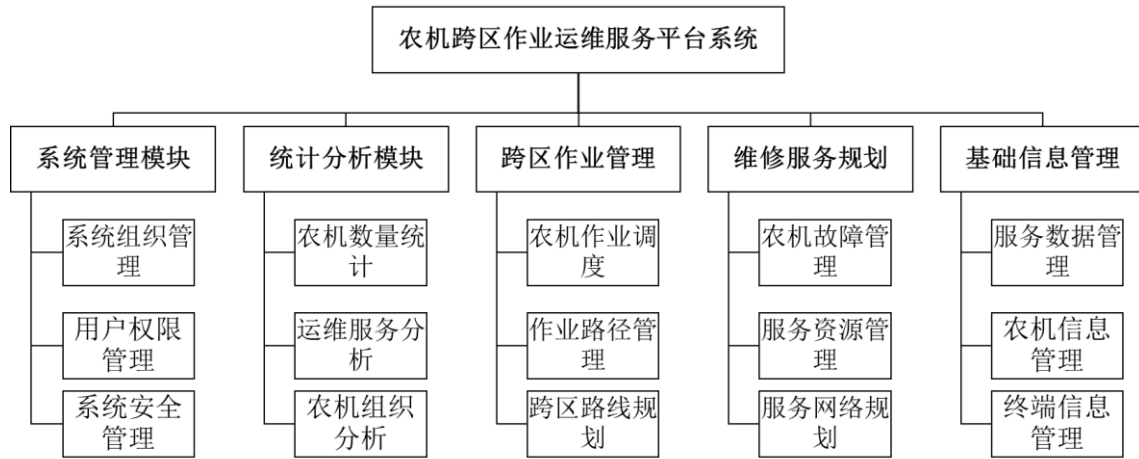 农机跨区作业运维服务平台系统
系统管理模块
统计分析模块
跨区作业管理
维修服务规划
基础信息管理
系统组织管
理
农机数量统
计
农机作业调
度
农机故障管
理
服务数据管
理
用户权限
管理
运维服务分
析
作业路径管
理
服务资源管
理
农机信息
管理
系统安全
管理
农机组织
分析
跨区路线规
划
服务网络规
划
终端信息
管理